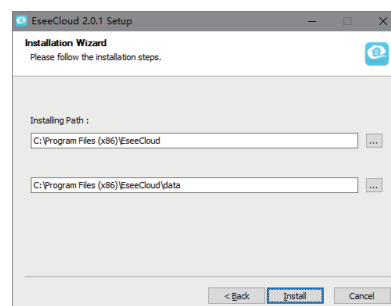 EseeCloud 2.0.1 Setup
Installation Wizard
Please follow the installation steps.
Installing Path :
C:\Program Files (x86)\EseeCloud
...
C:\Program Files (x86)\EseeCloud\data
...
< Back Install Cancel